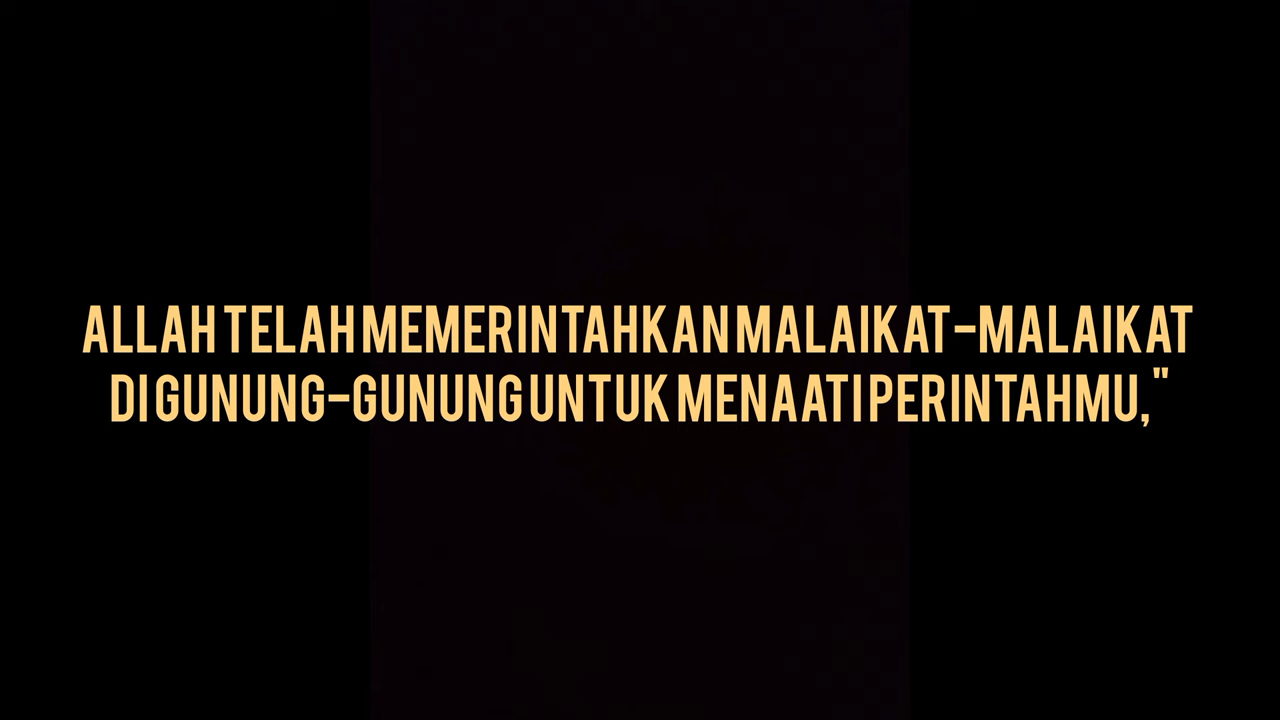 ALLAH TELAH MEMERINTAHKAN MALAIKAT-MALAIKAT
DI GUNUNG-GUNUNG UNTUK MENAATI PERINTAHMU,"